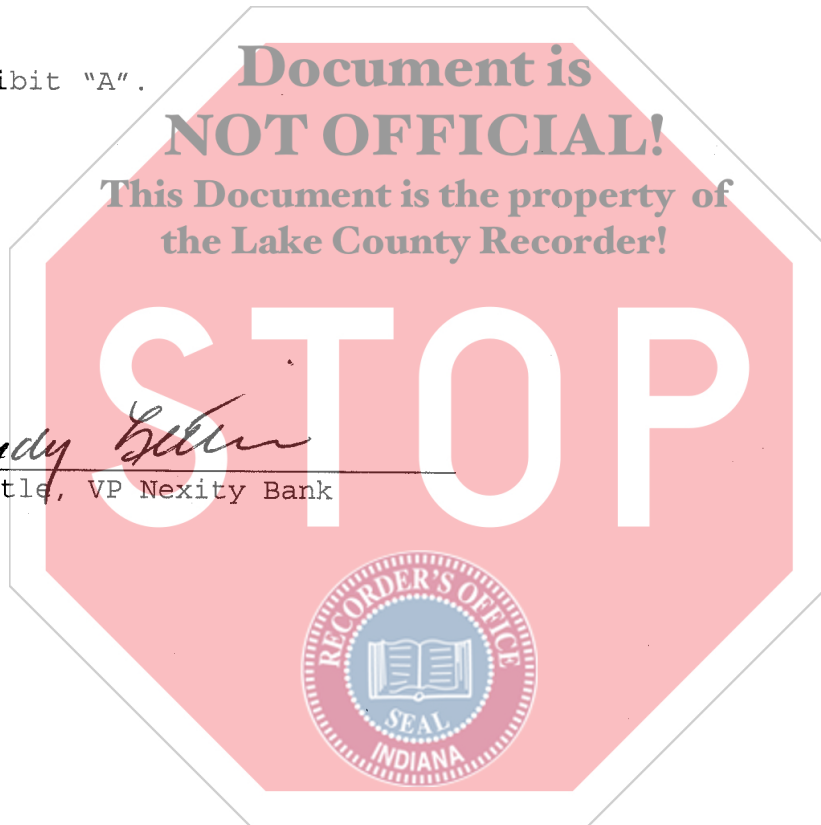 Document is
ibit "A".
NOT OFFICIAL!
This Document is the property of
the Lake County Recorder!
STOP
tle, VP Nexity Bank
RECORDER'S OFFICE
SEAL
INDIANA